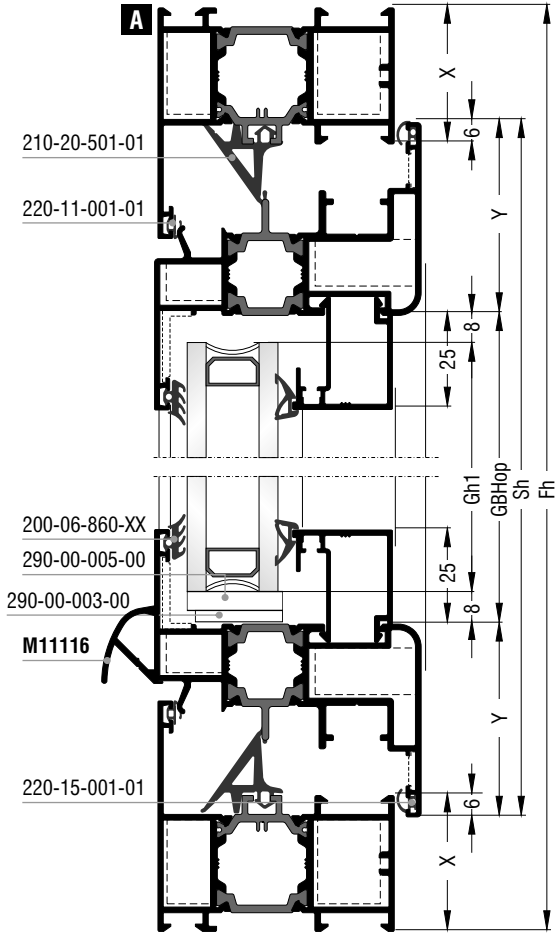 A
210-20-501-01
220-11-001-01
200-06-860-XX
290-00-005-00
290-00-003-00
M11116
220-15-001-01
X
6
Y
8
25
Gh1
GBHop
Sh
Fh
25
8
Y
6
X